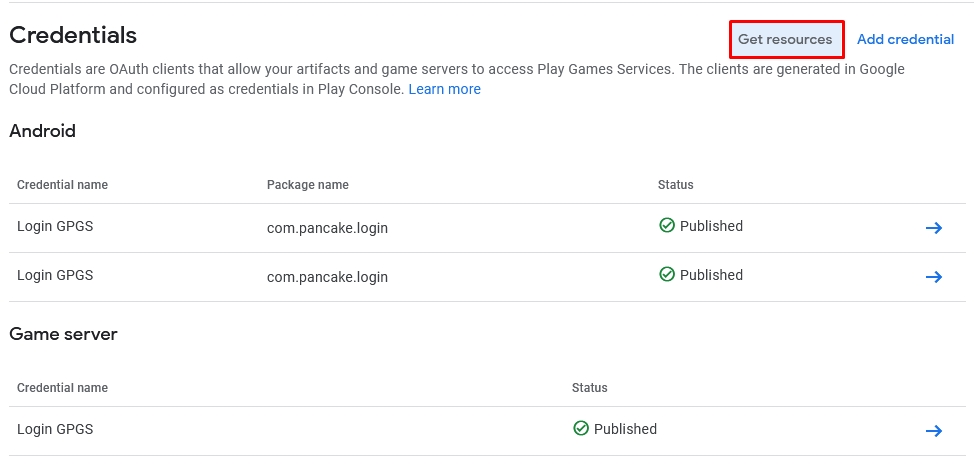 Credentials
Get resources
Add credential
Credentials are OAuth clients that allow your artifacts and game servers to access Play Games Services. The clients are generated in Google
Cloud Platform and configured as credentials in Play Console. Learn more
Android
Credential name Package name Status
Login GPGS com.pancake.login Published
Login GPGS com.pancake.login Published
Game server
Credential name Status
Login GPGS Published